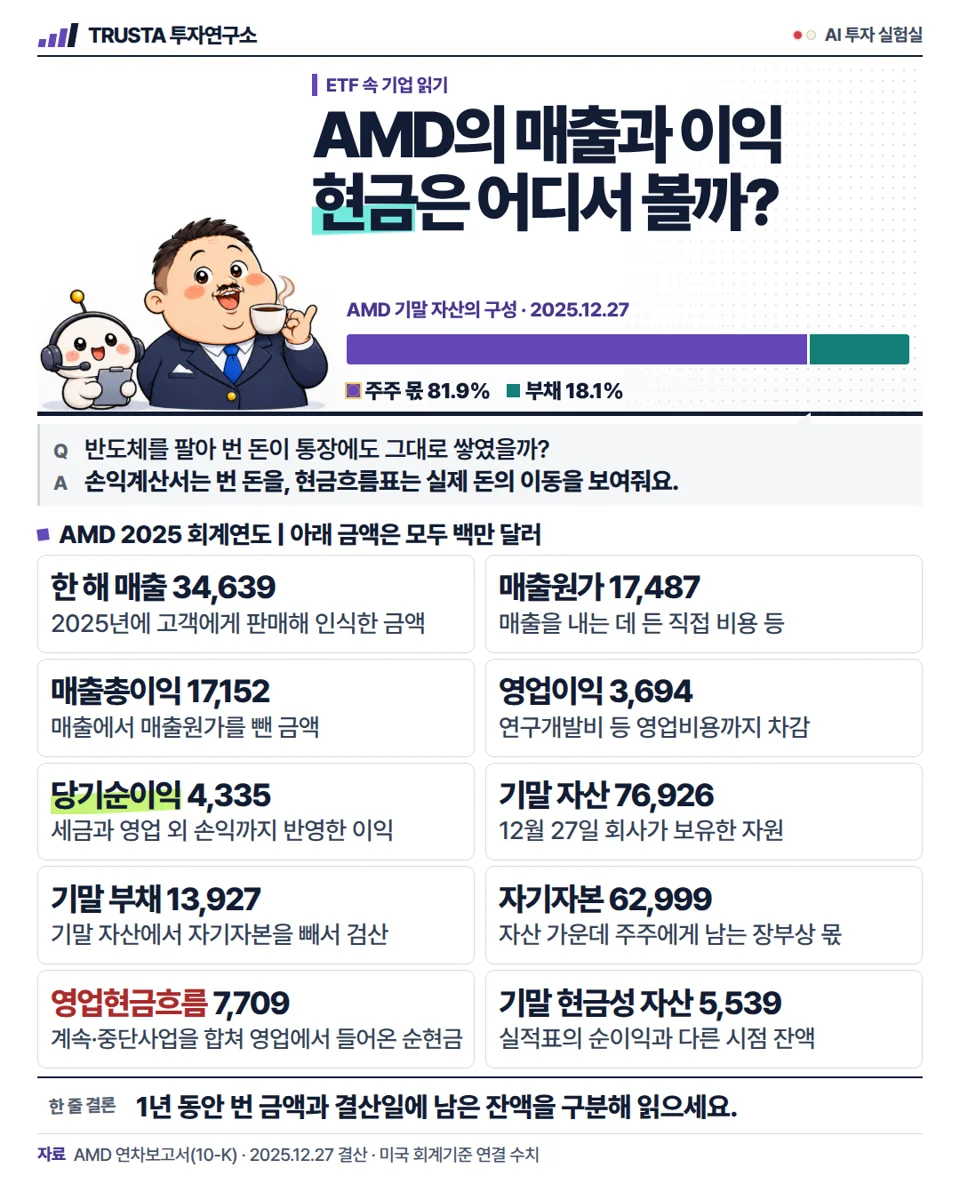 TRUSTA 투자연구소
AI 투자 실험실
ETF 속 기업 읽기
AMD의 매출과 이익
현금은 어디서 볼까?
AMD 기말 자산의 구성 · 2025.12.27
주주 몫 81.9% 부채 18.1%
Q 반도체를 팔아 번 돈이 통장에도 그대로 쌓였을까?
A 손익계산서는 번 돈을, 현금흐름표는 실제 돈의 이동을 보여줘요.
AMD 2025 회계연도 | 아래 금액은 모두 백만 달러
한 해 매출 34,639
2025년에 고객에게 판매해 인식한 금액
매출원가 17,487
매출을 내는 데 든 직접 비용 등
매출총이익 17,152
매출에서 매출원가를 뺀 금액
영업이익 3,694
연구개발비 등 영업비용까지 차감
당기순이익 4,335
세금과 영업 외 손익까지 반영한 이익
기말 자산 76,926
12월 27일 회사가 보유한 자원
기말 부채 13,927
기말 자산에서 자기자본을 빼서 검산
자기자본 62,999
자산 가운데 주주에게 남는 장부상 몫
영업현금흐름 7,709
계속·중단사업을 합쳐 영업에서 들어온 순현금
기말 현금성 자산 5,539
실적표의 순이익과 다른 시점 잔액
한 줄 결론 1년 동안 번 금액과 결산일에 남은 잔액을 구분해 읽으세요.
자료 AMD 연차보고서(10-K) · 2025.12.27 결산 · 미국 회계기준 연결 수치